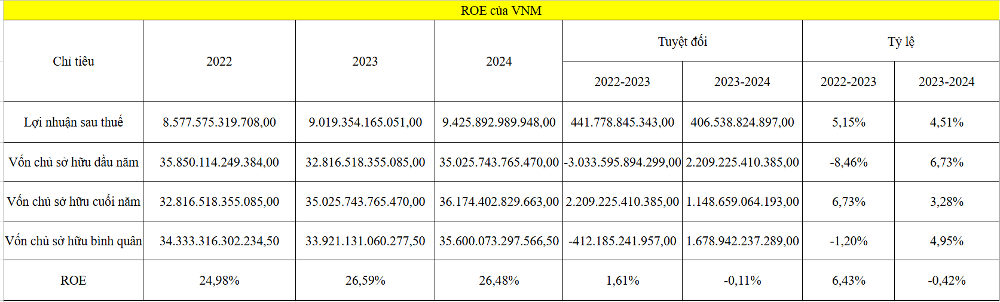 ROE của VNM
Chỉ tiêu 2022 2023 2024 Tuyệt đối Tỷ lệ
2022-2023 2023-2024 2022-2023 2023-2024
Lợi nhuận sau thuế 8.577.575.319.708,00 9.019.354.165.051,00 9.425.892.989.948,00 441.778.845.343,00 406.538.824.897,00 5,15% 4,51%
Vốn chủ sở hữu đầu năm 35.850.114.249.384,00 32.816.518.355.085,00 35.025.743.765.470,00 -3.033.595.894.299,00 2.209.225.410.385,00 -8,46% 6,73%
Vốn chủ sở hữu cuối năm 32.816.518.355.085,00 35.025.743.765.470,00 36.174.402.829.663,00 2.209.225.410.385,00 1.148.659.064.193,00 6,73% 3,28%
Vốn chủ sở hữu bình quân 34.333.316.302.234,50 33.921.131.060.277,50 35.600.073.297.566,50 -412.185.241.957,00 1.678.942.237.289,00 -1,20% 4,95%
ROE 24,98% 26,59% 26,48% 1,61% -0,11% 6,43% -0,42%